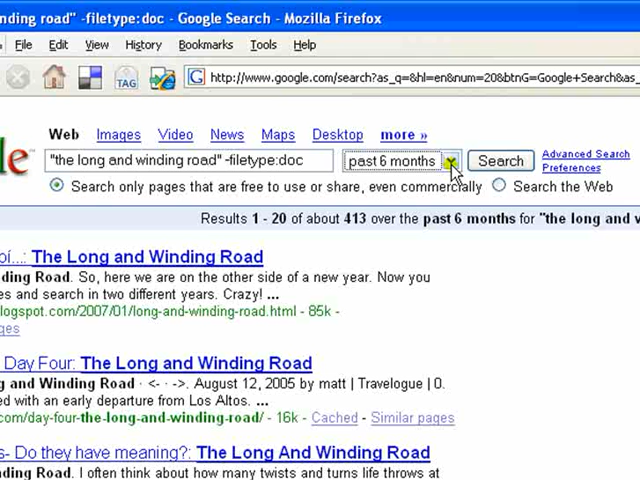 nding road" -filetype:doc - Google Search - Mozilla Firefox
File Edit View History Bookmarks Tools Help
TAG G http://www.google.com/search?as_q=&hl=en&num=20&btnG=Google+Search&as_
Web Images Video News Maps Desktop more »
le™ "the long and winding road" -filetype:doc past 6 months Search Advanced Search
Preferences
Search only pages that are free to use or share, even commercially Search the Web
Results 1 - 20 of about 413 over the past 6 months for "the long and w
oí...: The Long and Winding Road
ding Road. So, here we are on the other side of a new year. Now you
es and search in two different years. Crazy! ...
logspot.com/2007/01/long-and-winding-road.html - 85k -
ges
Day Four: The Long and Winding Road
g and Winding Road · <- · ->. August 12, 2005 by matt | Travelogue | 0.
ed with an early departure from Los Altos. ...
com/day-four-the-long-and-winding-road/ - 16k - Cached - Similar pages
s- Do they have meaning?: The Long And Winding Road
ding Road. I often think about how many twists and turns life throws at